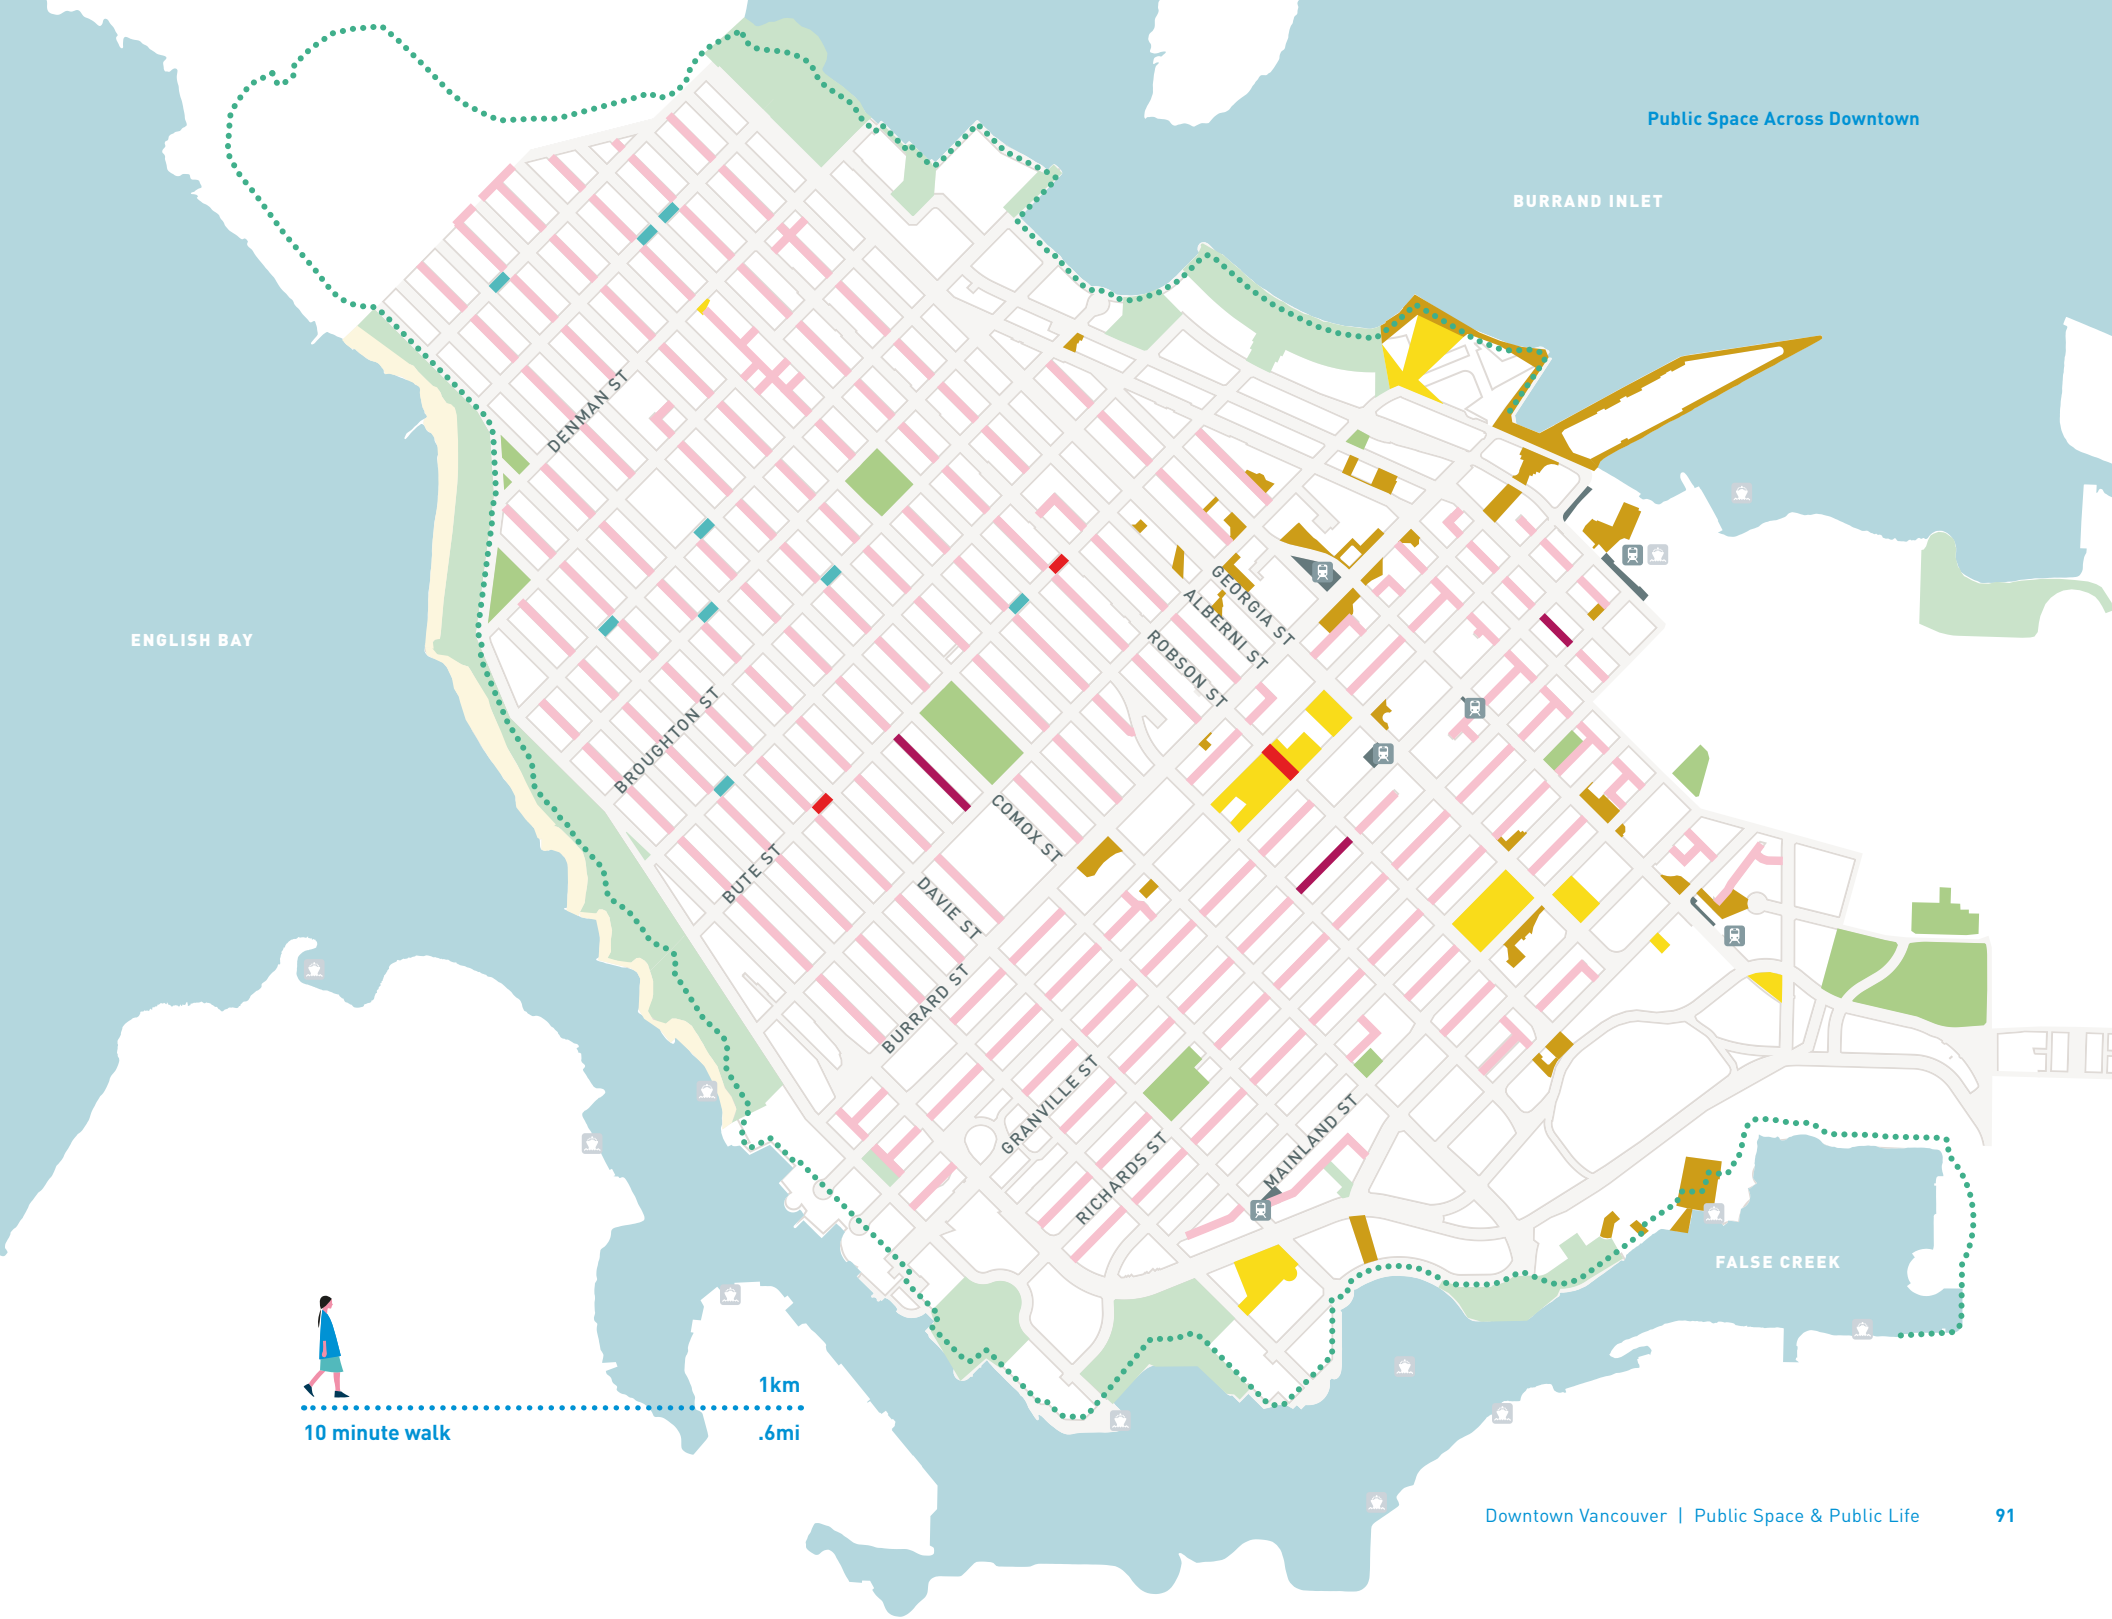 Public Space Across Downtown
BURRAND INLET
ENGLISH BAY
DENMAN ST
GEORGIA ST
ALBERNI ST
ROBSON ST
BROUGHTON ST
COMOX ST
BUTE ST
DAVIE ST
BURRARD ST
GRANVILLE ST
MAINLAND ST
RICHARDS ST
FALSE CREEK
1km
10 minute walk
.6mi
Downtown Vancouver | Public Space & Public Life 91